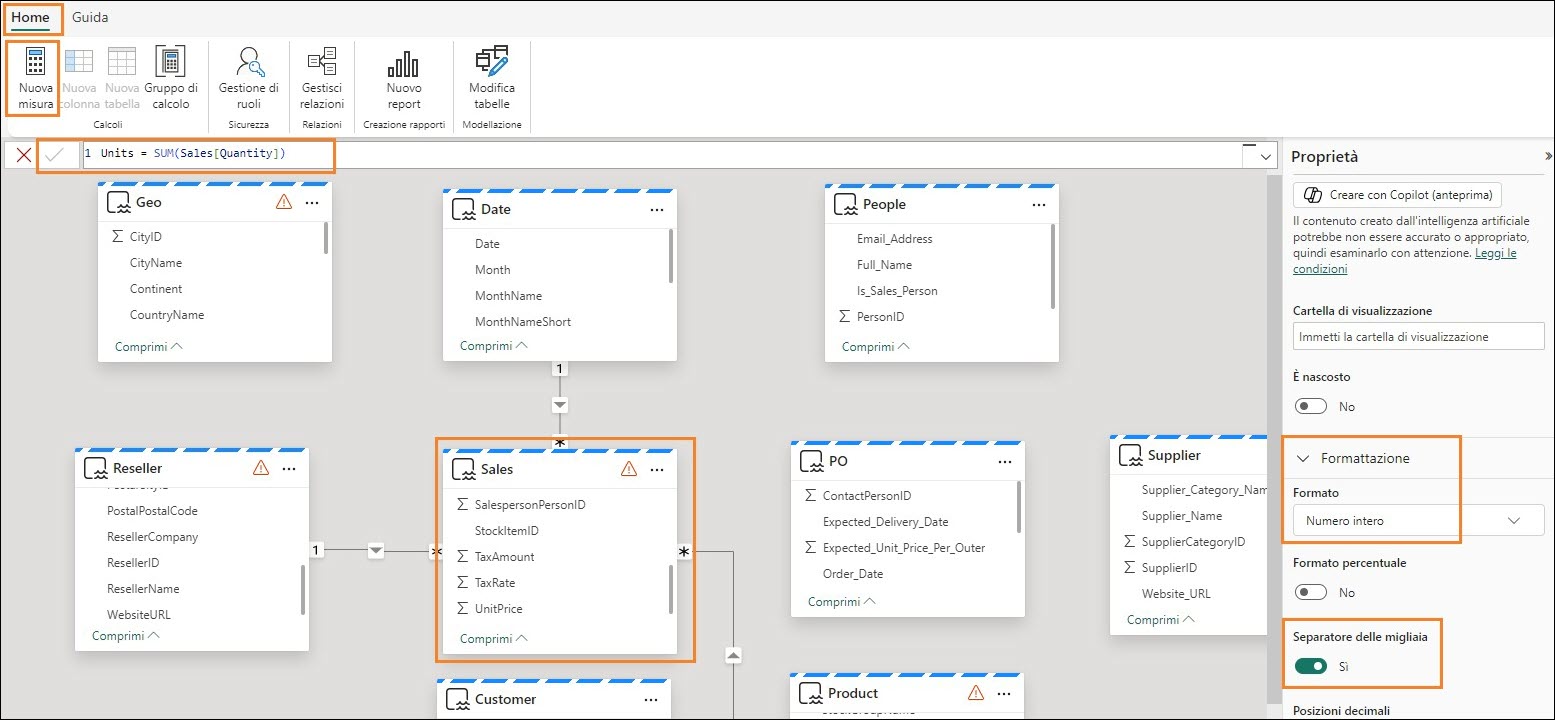 Home Guida
Nuova misura
Nuova colonna
Nuova tabella
Gruppo di calcolo
Calcoli
Gestione di ruoli
Sicurezza
Gestisci relazioni
Relazioni
Nuovo report
Creazione rapporti
Modifica tabelle
Modellazione
1 Units = SUM(Sales[Quantity])
Geo
CityID
CityName
Continent
CountryName
Comprimi
Date
Date
Month
MonthName
MonthNameShort
Comprimi
People
Email_Address
Full_Name
Is_Sales_Person
PersonID
Comprimi
1
*
Reseller
PostalPostalCode
ResellerCompany
ResellerID
ResellerName
WebsiteURL
Comprimi
1
*
Sales
SalespersonPersonID
StockItemID
TaxAmount
TaxRate
UnitPrice
Comprimi
*
PO
ContactPersonID
Expected_Delivery_Date
Expected_Unit_Price_Per_Outer
Order_Date
Comprimi
Supplier
Supplier_Category_Nam
Supplier_Name
SupplierCategoryID
SupplierID
Website_URL
Comprimi
Customer
Product
Proprietà
Creare con Copilot (anteprima)
Il contenuto creato dall'intelligenza artificiale
potrebbe non essere accurato o appropriato,
quindi esaminarlo con attenzione. Leggi le
condizioni
Cartella di visualizzazione
Immetti la cartella di visualizzazione
È nascosto
No
Formattazione
Formato
Numero intero
Formato percentuale
No
Separatore delle migliaia
Sì
Posizioni decimali